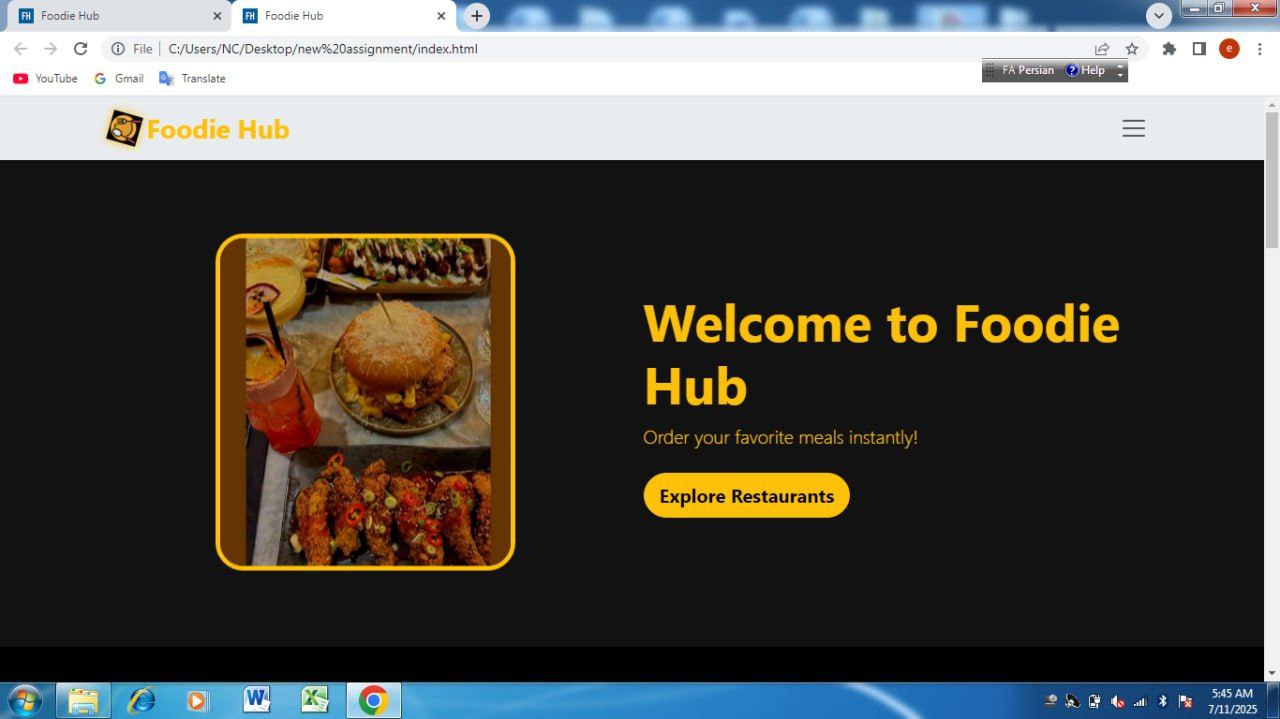 FH Foodie Hub
FH Foodie Hub
File C:/Users/NC/Desktop/new%20assignment/index.html
e
YouTube
Gmail
Translate
FA Persian
Help
Foodie Hub
Welcome to Foodie
Hub
Order your favorite meals instantly!
Explore Restaurants
5:45 AM
7/11/2025